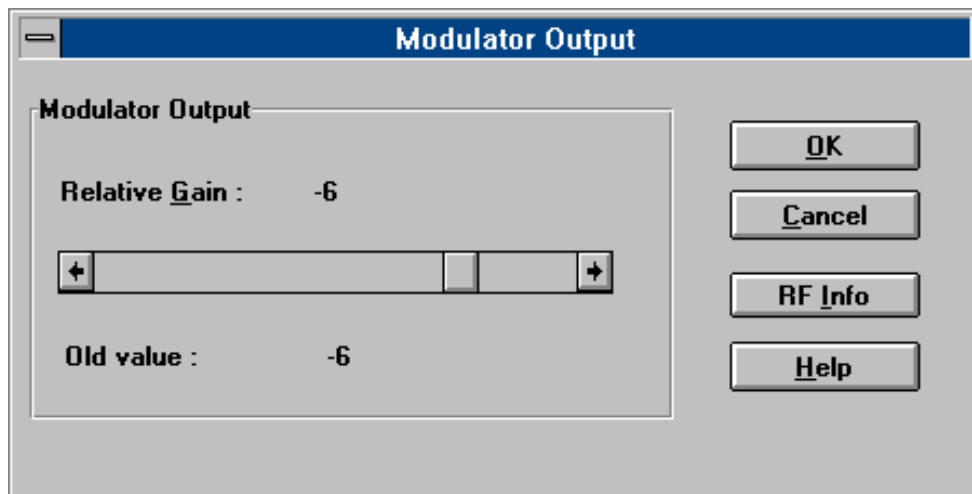 Modulator Output
Modulator Output
Relative Gain : -6
Old value : -6
OK
Cancel
RF Info
Help